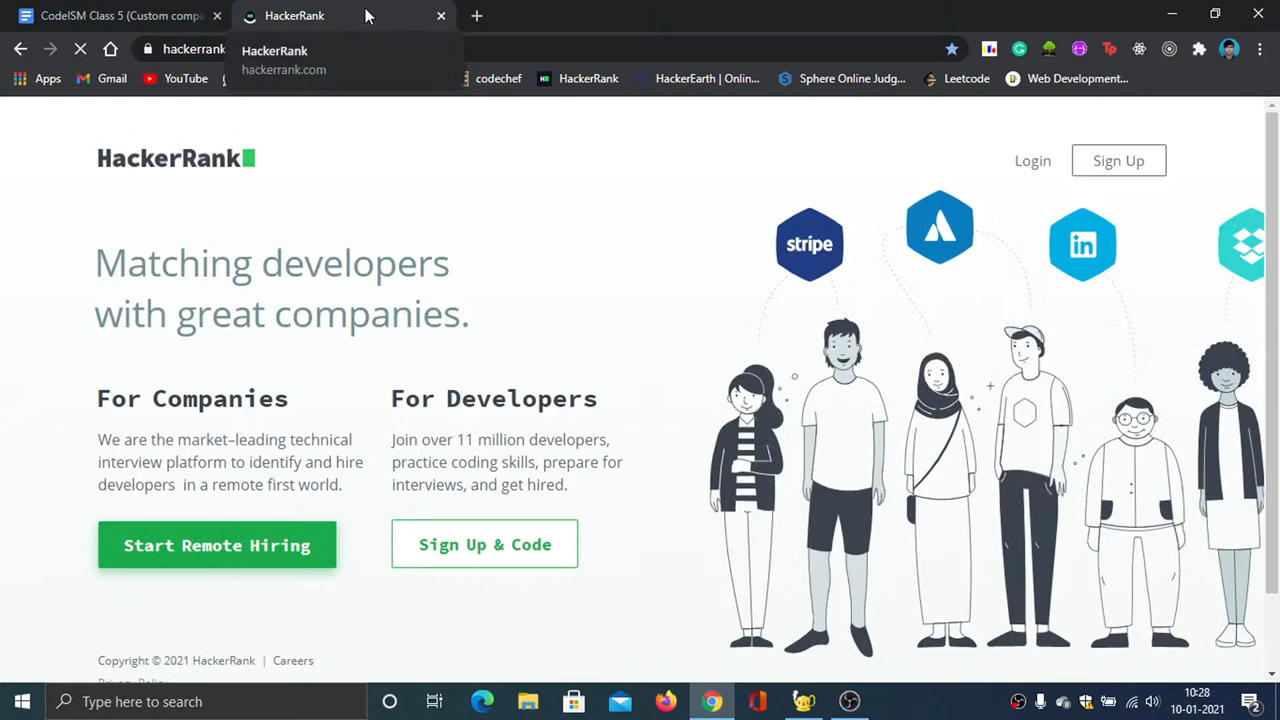 CodeISM Class 5 (Custom compa
HackerRank
hackerrank
HackerRank
hackerrank.com
Apps
Gmail
YouTube
codechef
HackerRank
HackerEarth | Onlin...
Sphere Online Judg...
Leetcode
Web Development...
HackerRank
Login
Sign Up
stripe
in
Matching developers
with great companies.
For Companies
We are the market–leading technical
interview platform to identify and hire
developers in a remote first world.
Start Remote Hiring
For Developers
Join over 11 million developers,
practice coding skills, prepare for
interviews, and get hired.
Sign Up & Code
Copyright © 2021 HackerRank | Careers
Privacy Policy
Type here to search
10:28
10-01-2021
2